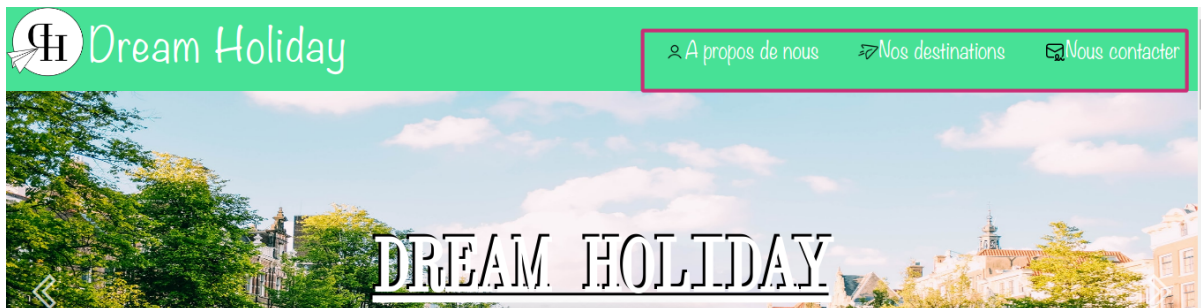 DH Dream Holiday
A propos de nous Nos destinations Nous contacter
DREAM HOLIDAY